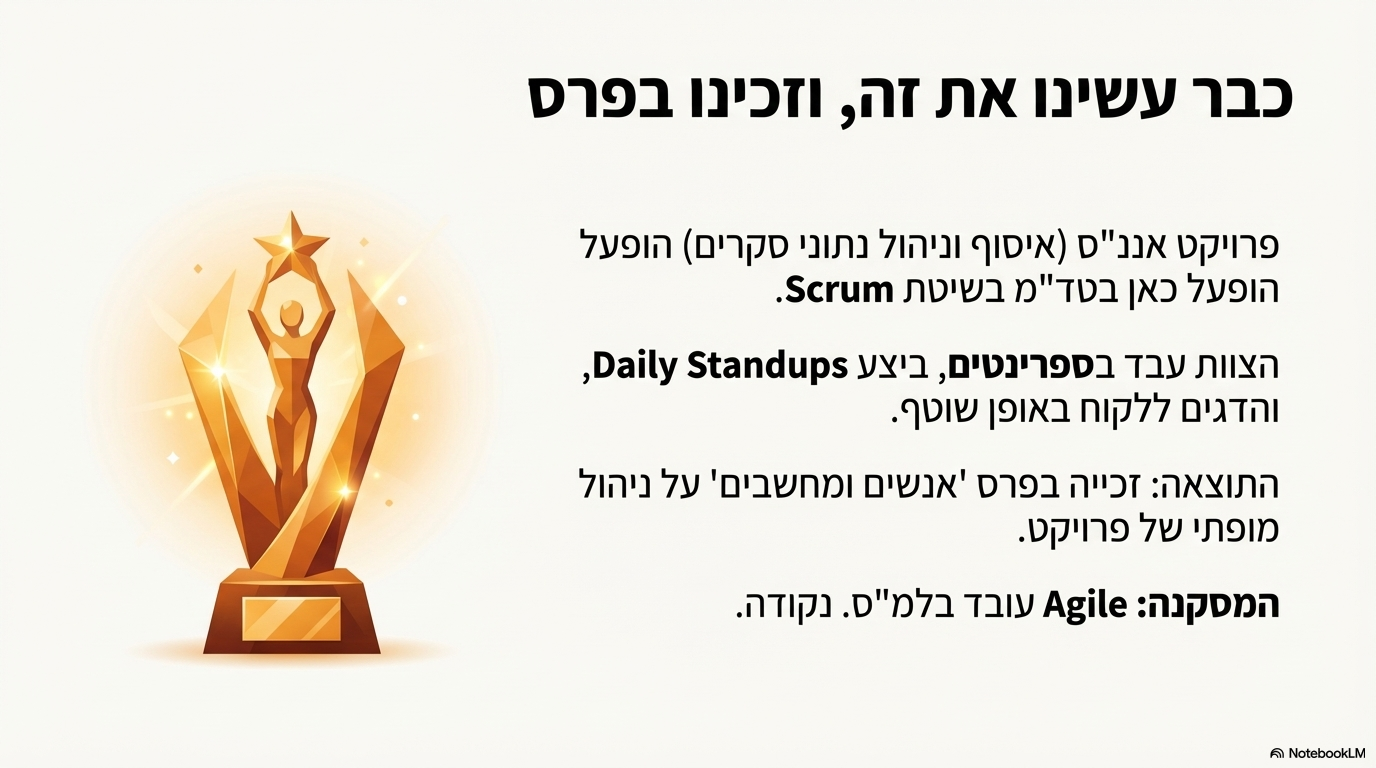 כבר עשינו את זה, וזכינו בפרס
פרויקט אננ"ס (איסוף וניהול נתוני סקרים) הופעל
הופעל כאן בטד"מ בשיטת Scrum.
הצוות עבד בספרינטים, ביצע Daily Standups,
והדגים ללקוח באופן שוטף.
התוצאה: זכייה בפרס 'אנשים ומחשבים' על ניהול
מופתי של פרויקט.
המסקנה: Agile עובד בלמ"ס. נקודה.
NotebookLM